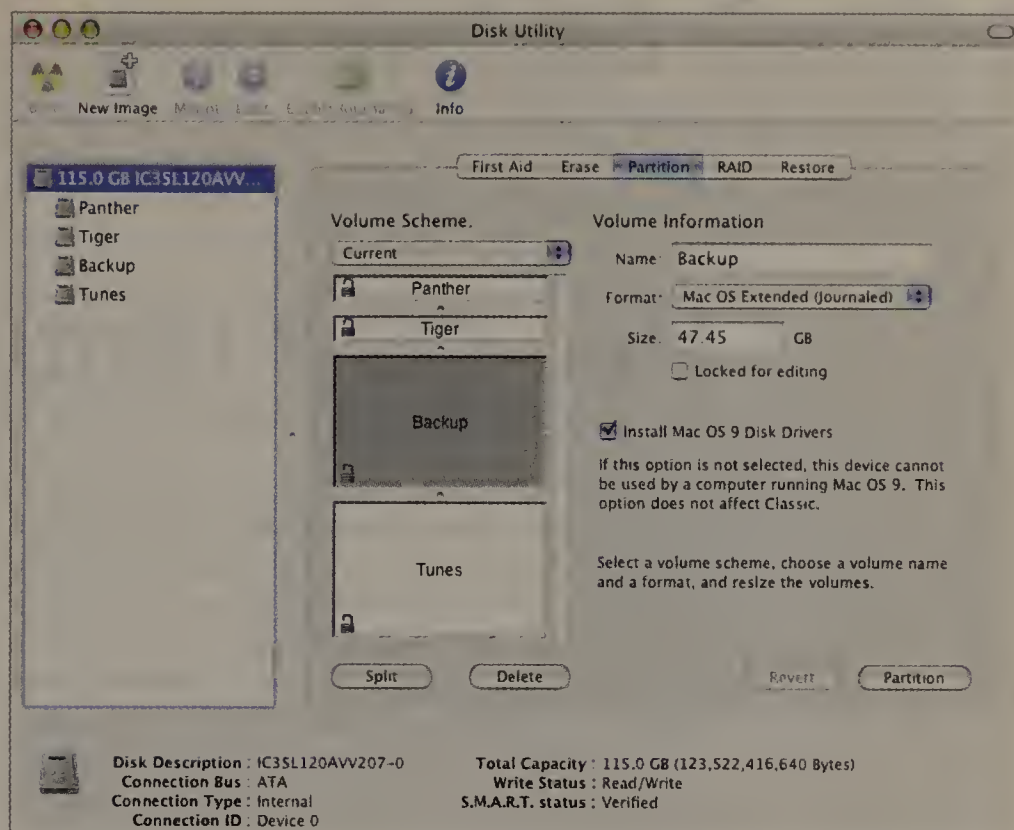 Disk Utility
New Image
Info
115.0 GB IC35L120AVV...
Panther
Tiger
Backup
Tunes
First Aid Erase Partition RAID Restore
Volume Scheme.
Current
Panther
Tiger
Backup
Tunes
Split Delete
Volume Information
Name: Backup
Format: Mac OS Extended (Journaled)
Size. 47.45 GB
Locked for editing
Install Mac OS 9 Disk Drivers
If this option is not selected, this device cannot
be used by a computer running Mac OS 9. This
option does not affect Classic.
Select a volume scheme, choose a volume name
and a format, and resize the volumes.
Revert Partition
Disk Description : IC35L120AVV207-0
Connection Bus : ATA
Connection Type : Internal
Connection ID : Device 0
Total Capacity : 115.0 GB (123,522,416,640 Bytes)
Write Status : Read/Write
S.M.A.R.T. status : Verified